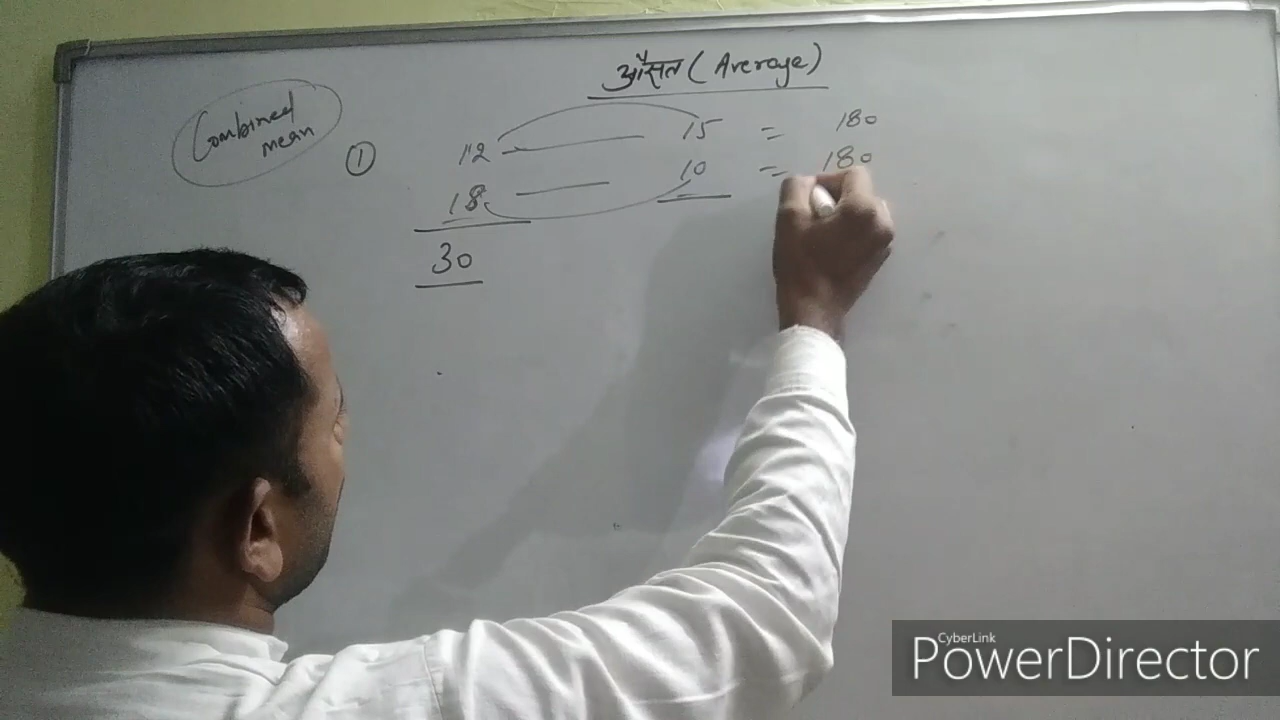 औसत (Average)
Combined
mean
① 12 — 15 = 180
18 — 10 = 180
30
CyberLink
PowerDirector